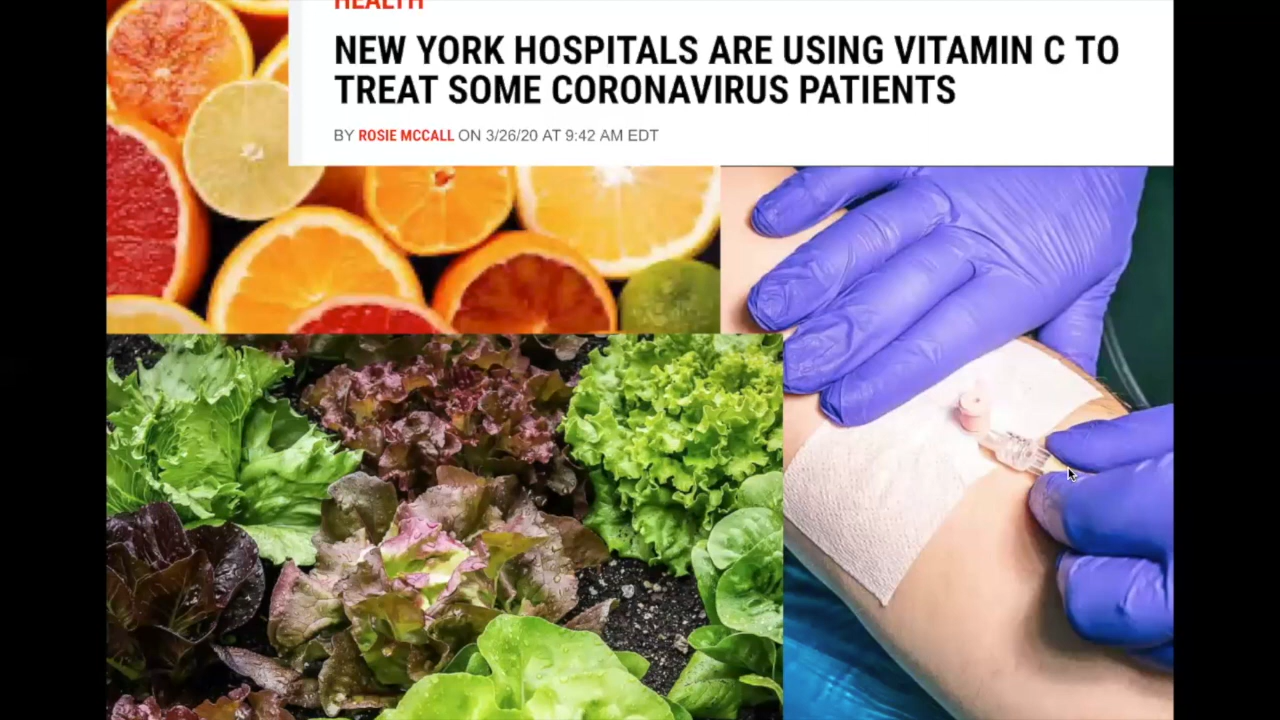 HEALTH
NEW YORK HOSPITALS ARE USING VITAMIN C TO
TREAT SOME CORONAVIRUS PATIENTS
BY ROSIE MCCALL ON 3/26/20 AT 9:42 AM EDT